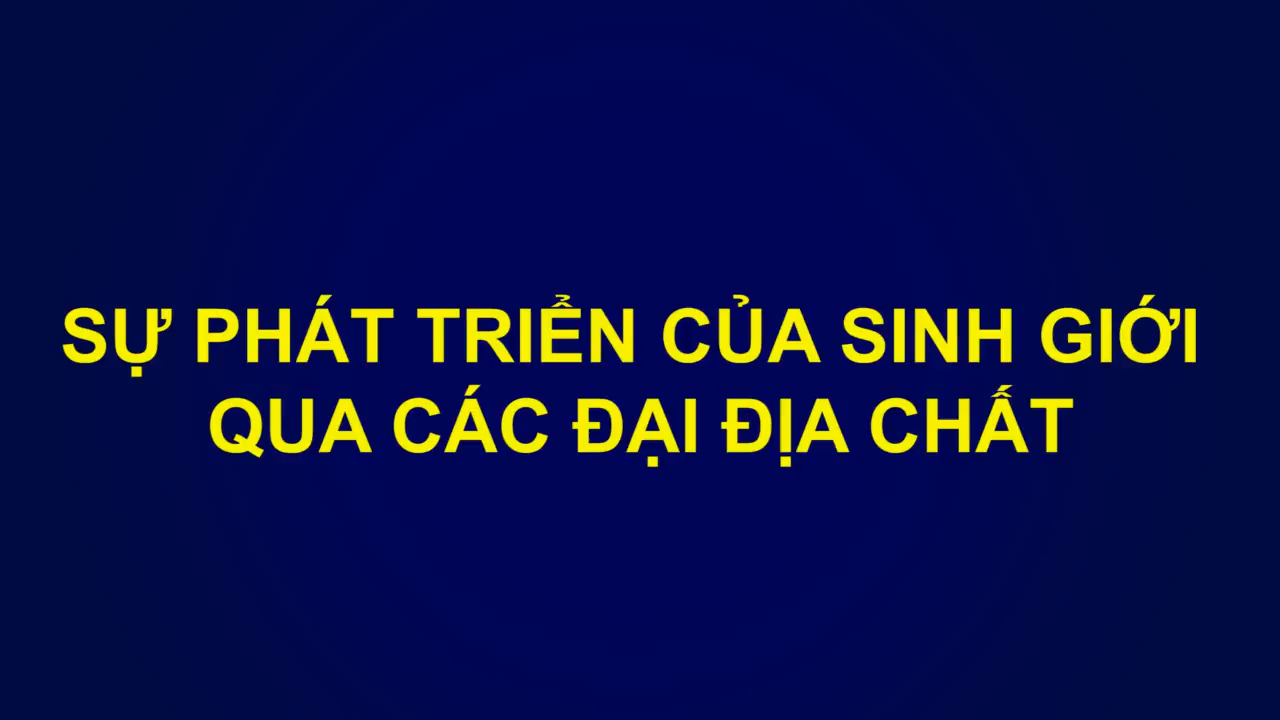 SỰ PHÁT TRIỂN CỦA SINH GIỚI
QUA CÁC ĐẠI ĐỊA CHẤT